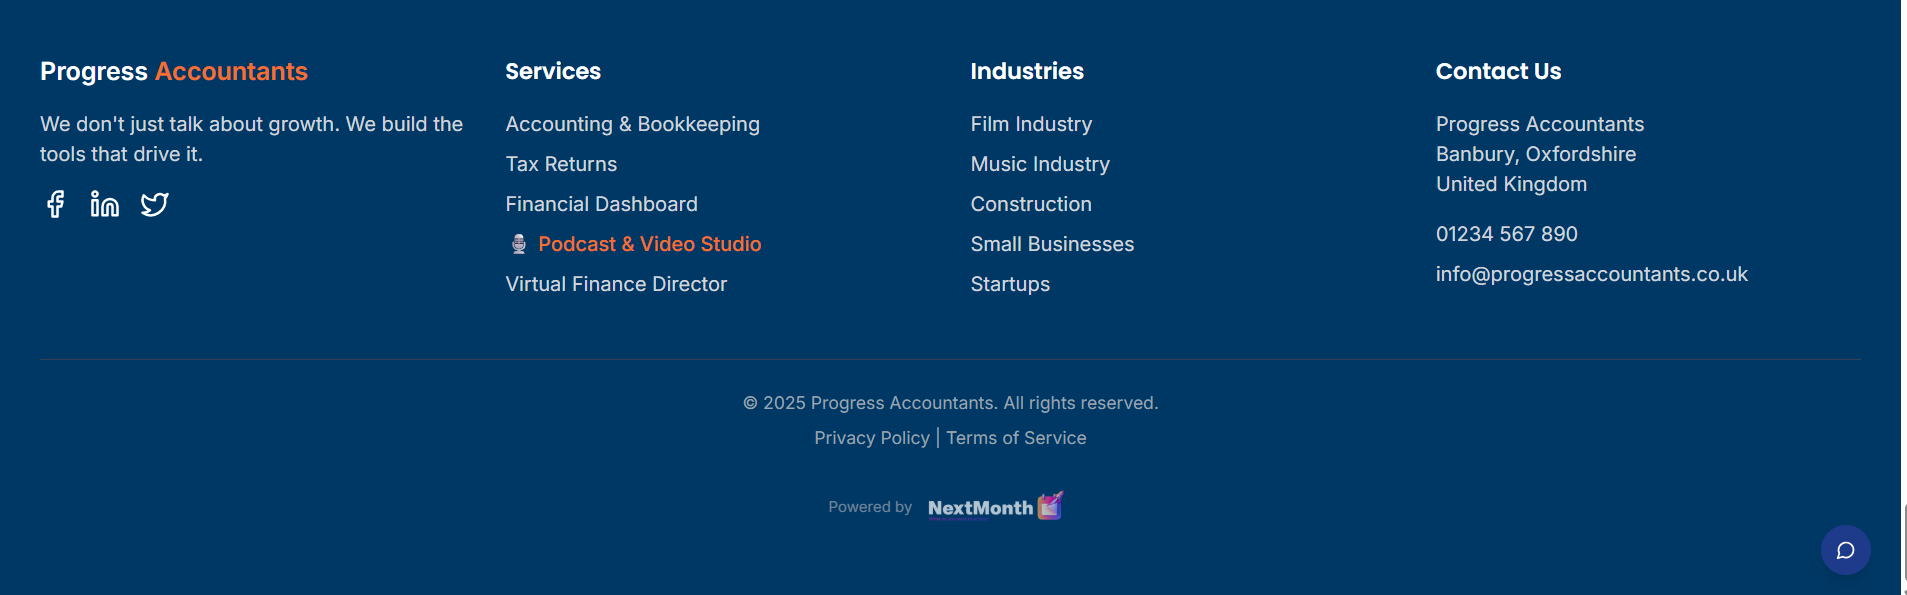 Progress Accountants
We don't just talk about growth. We build the
tools that drive it.
Services
Accounting & Bookkeeping
Tax Returns
Financial Dashboard
Podcast & Video Studio
Virtual Finance Director
Industries
Film Industry
Music Industry
Construction
Small Businesses
Startups
Contact Us
Progress Accountants
Banbury, Oxfordshire
United Kingdom
01234 567 890
info@progressaccountants.co.uk
© 2025 Progress Accountants. All rights reserved.
Privacy Policy | Terms of Service
Powered by NextMonth